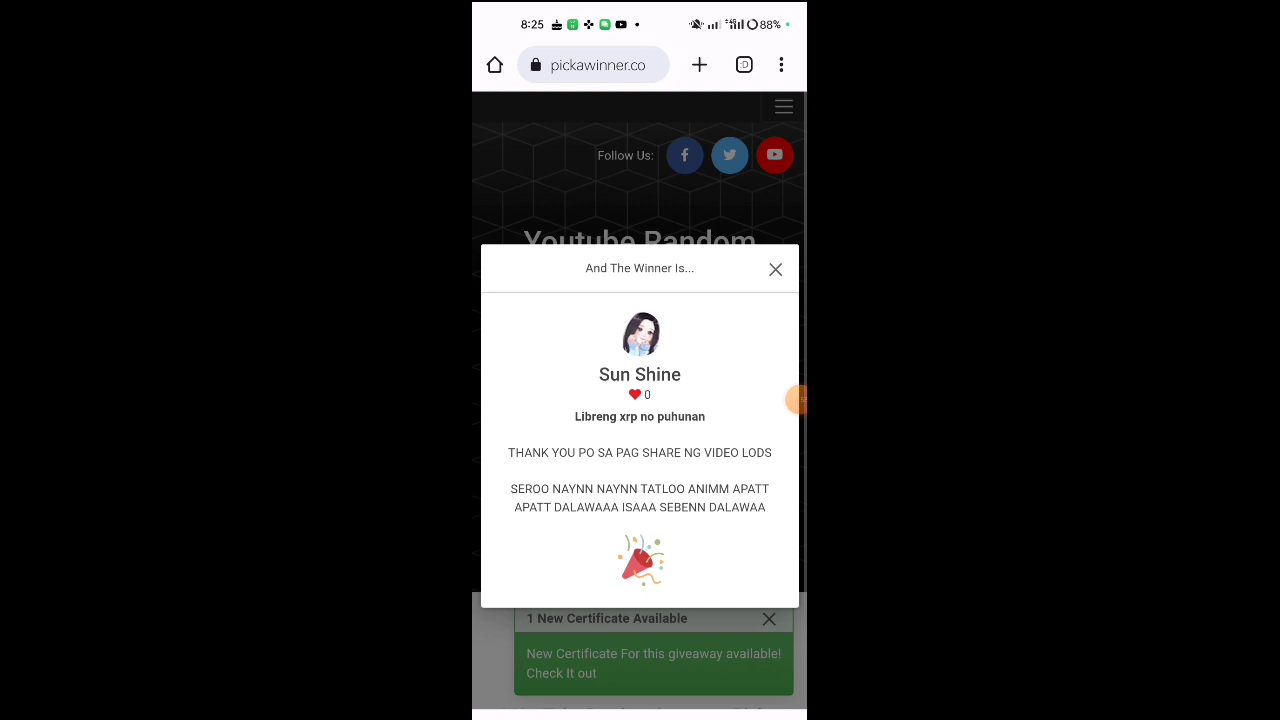 8:25
88%
pickawinner.co
:D
Follow Us:
Youtube Random
And The Winner Is...
Sun Shine
0
Libreng xrp no puhunan
THANK YOU PO SA PAG SHARE NG VIDEO LODS
SEROO NAYNN NAYNN TATLOO ANIMM APATT
APATT DALAWAAA ISAAA SEBENN DALAWAA
1 New Certificate Available
New Certificate For this giveaway available!
Check It out